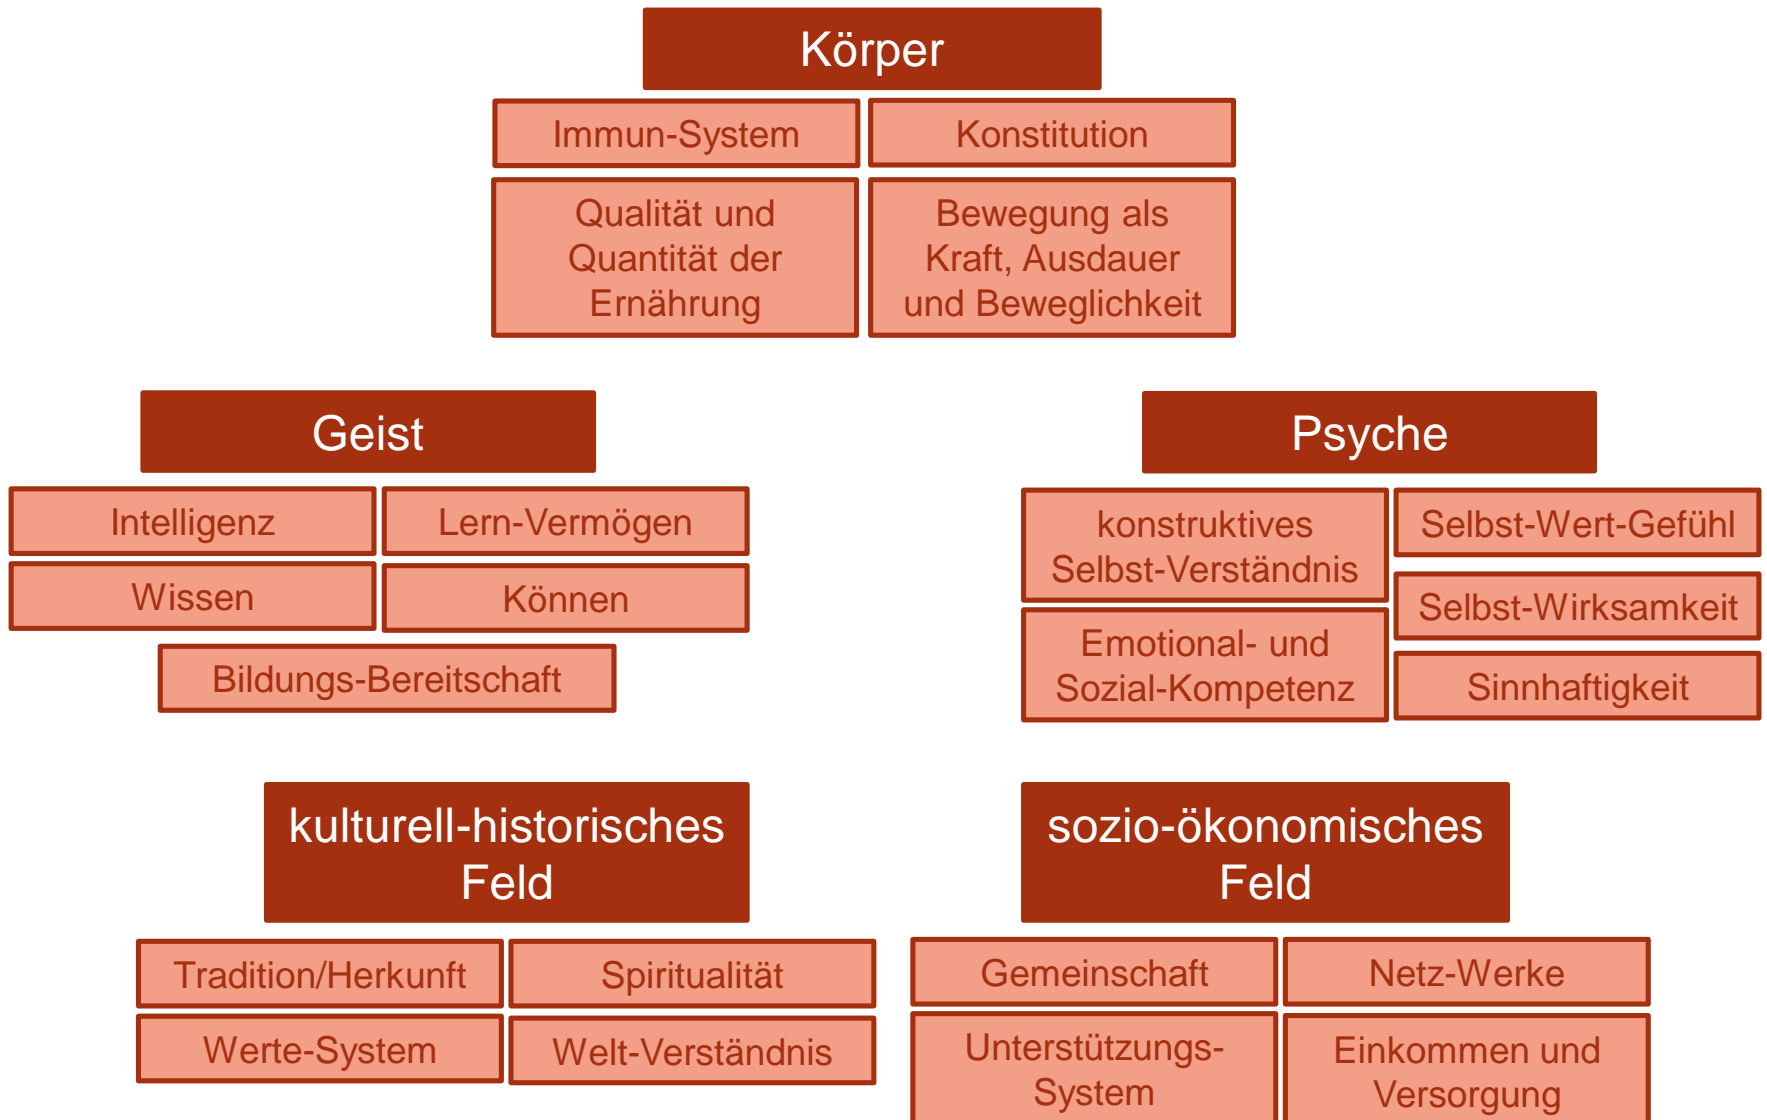 Körper
Immun-System
Konstitution
Qualität und
Quantität der
Ernährung
Bewegung als
Kraft, Ausdauer
und Beweglichkeit
Geist
Intelligenz
Lern-Vermögen
Wissen
Können
Bildungs-Bereitschaft
Psyche
konstruktives
Selbst-Verständnis
Selbst-Wert-Gefühl
Selbst-Wirksamkeit
Emotional- und
Sozial-Kompetenz
Sinnhaftigkeit
kulturell-historisches
Feld
Tradition/Herkunft
Spiritualität
Werte-System
Welt-Verständnis
sozio-ökonomisches
Feld
Gemeinschaft
Netz-Werke
Unterstützungs-
System
Einkommen und
Versorgung